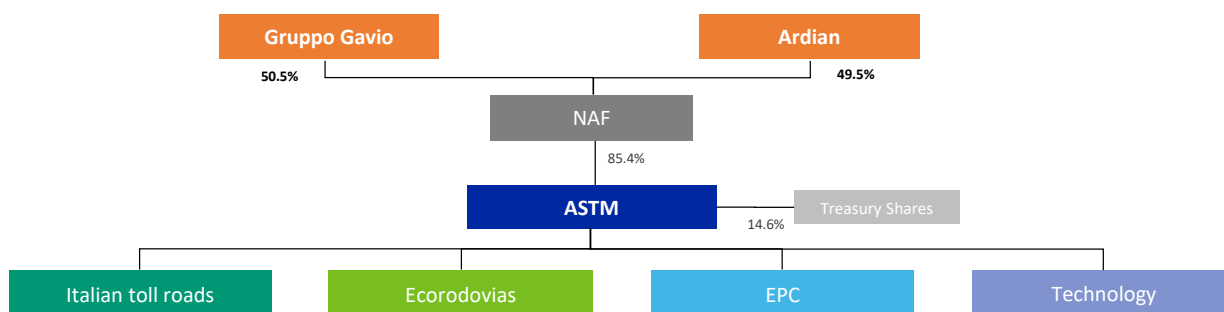 Gruppo Gavio
Ardian
50.5%
49.5%
NAF
85.4%
ASTM
Treasury Shares
14.6%
Italian toll roads
Ecorodovias
EPC
Technology